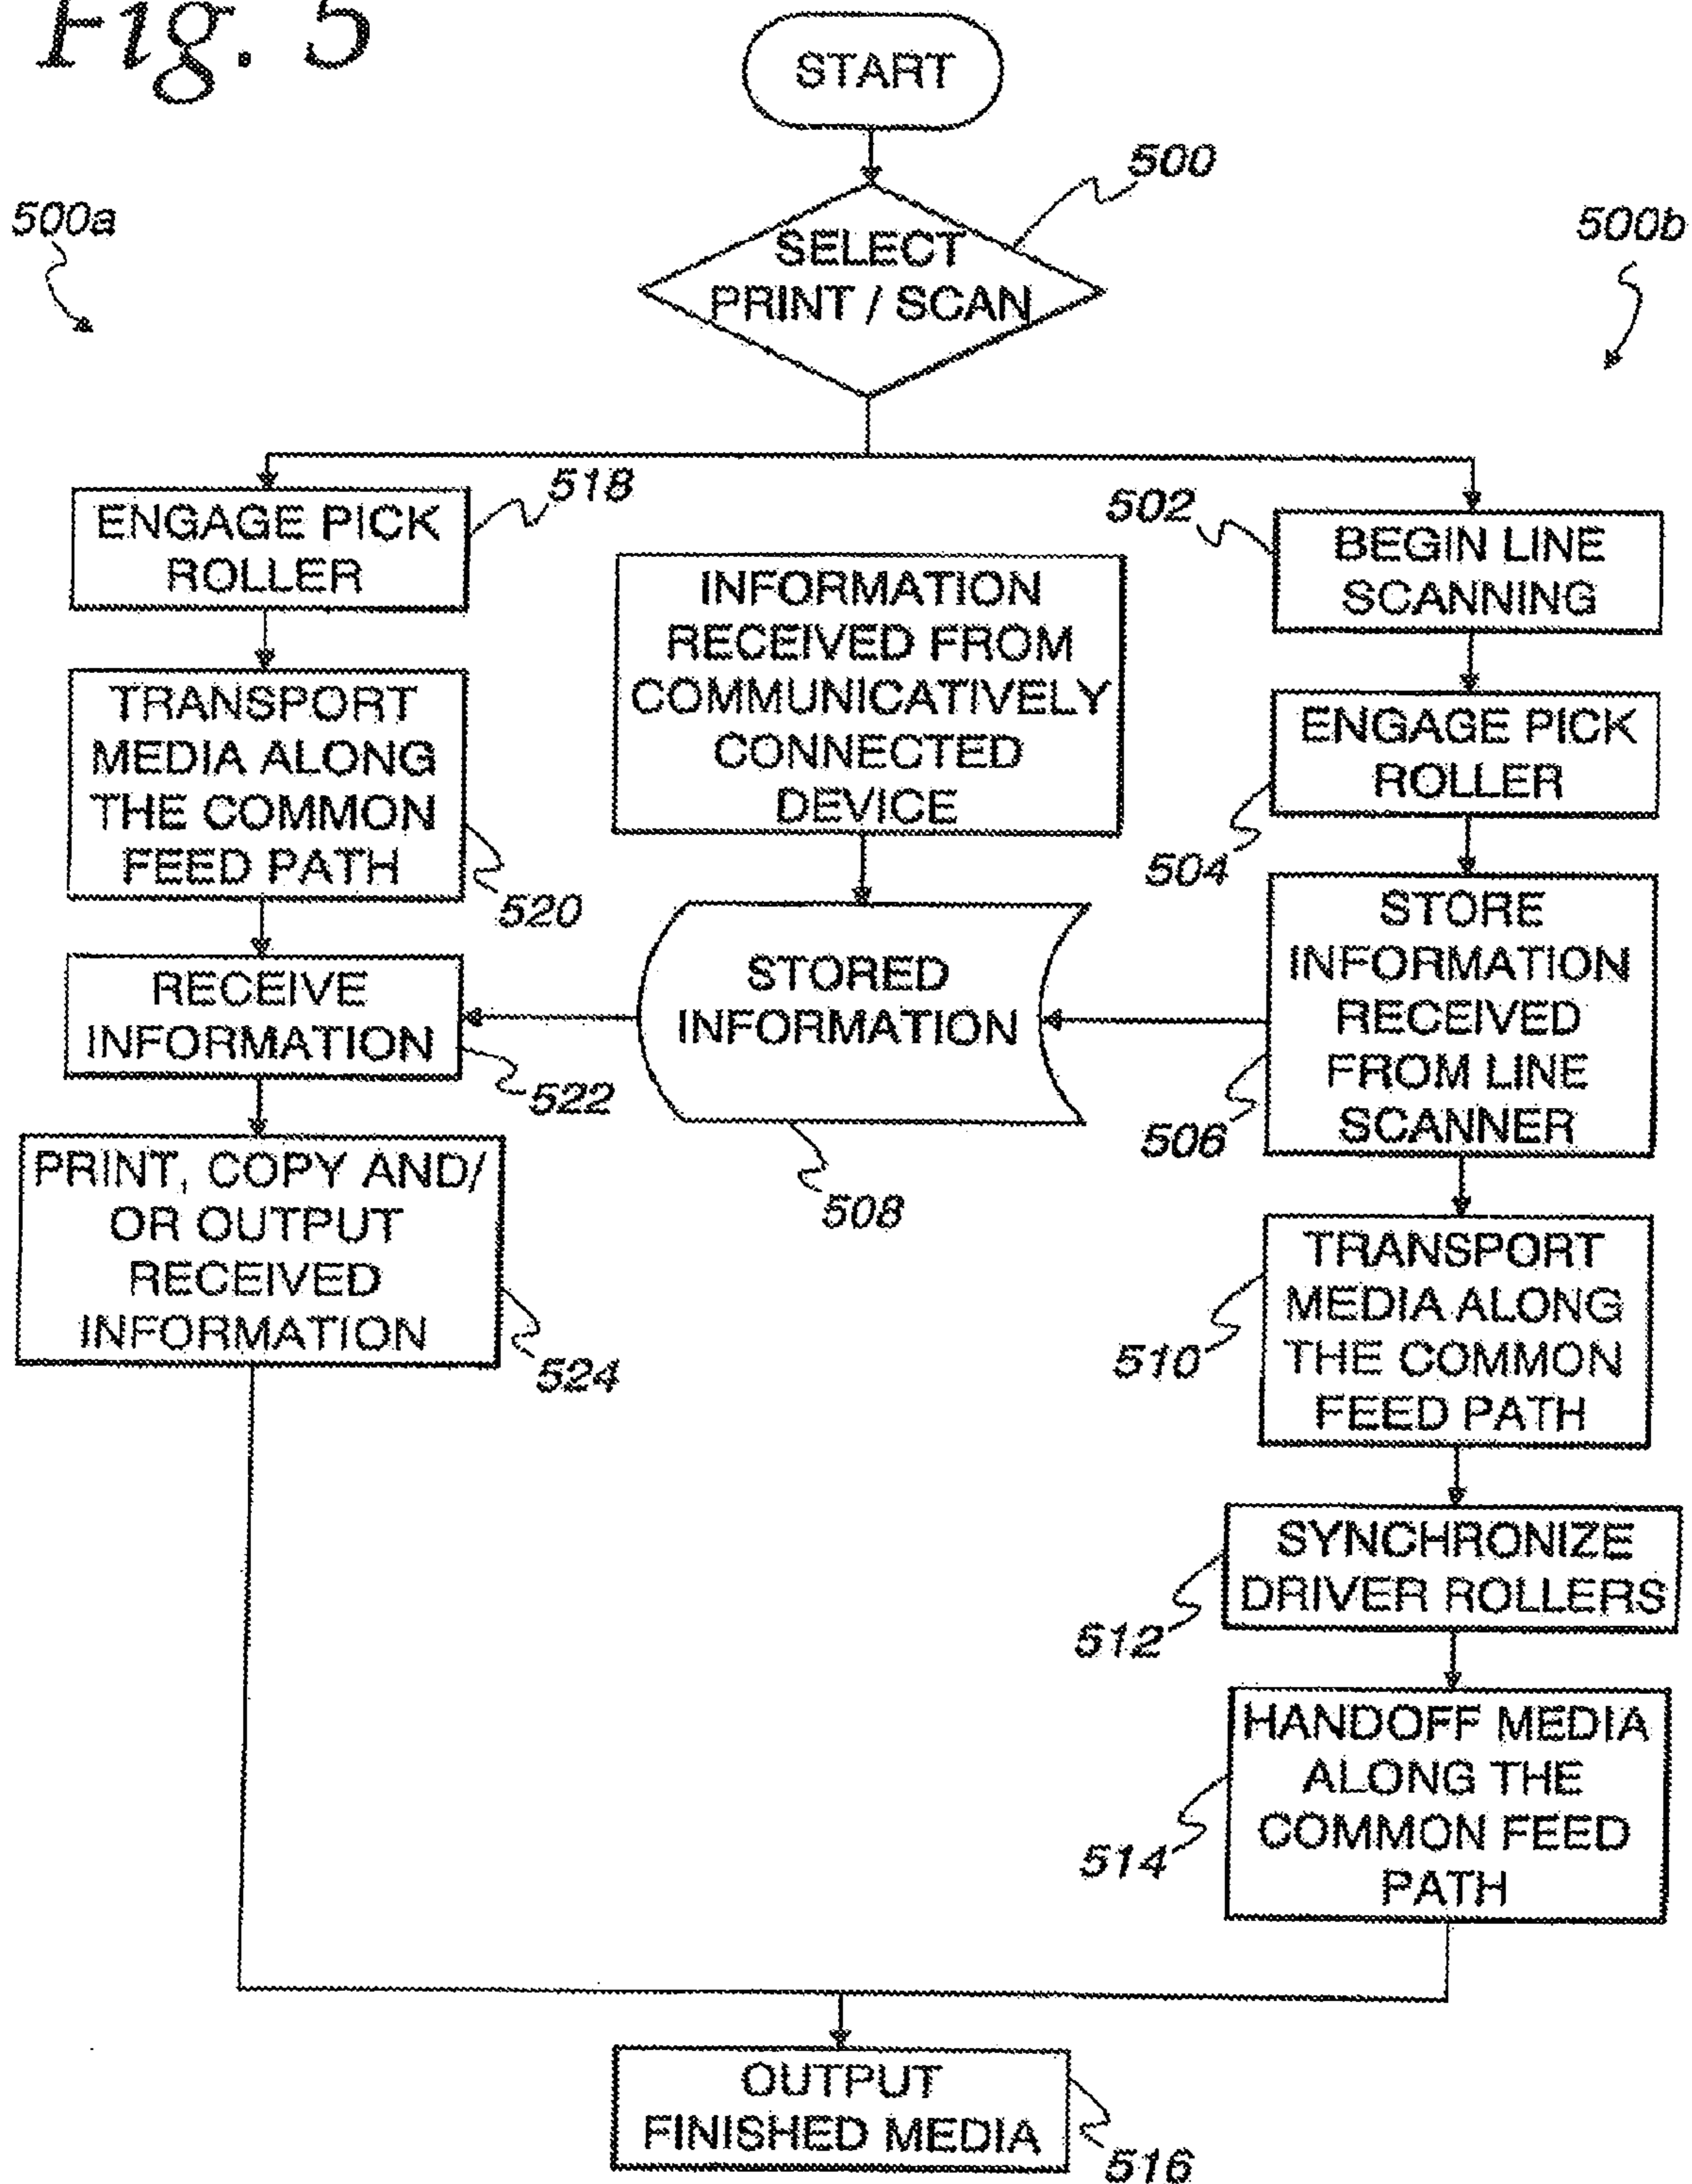 Fig. 5
START
500
500a
500b
SELECT
PRINT / SCAN
518
ENGAGE PICK
ROLLER
502
BEGIN LINE
SCANNING
INFORMATION
RECEIVED FROM
COMMUNICATIVELY
CONNECTED
DEVICE
TRANSPORT
MEDIA ALONG
THE COMMON
FEED PATH
520
ENGAGE PICK
ROLLER
504
STORED
INFORMATION
508
STORE
INFORMATION
RECEIVED
FROM LINE
SCANNER
506
RECEIVE
INFORMATION
522
PRINT, COPY AND/
OR OUTPUT
RECEIVED
INFORMATION
524
TRANSPORT
MEDIA ALONG
THE COMMON
FEED PATH
510
SYNCHRONIZE
DRIVER ROLLERS
512
HANDOFF MEDIA
ALONG THE
COMMON FEED
PATH
514
OUTPUT
FINISHED MEDIA
516